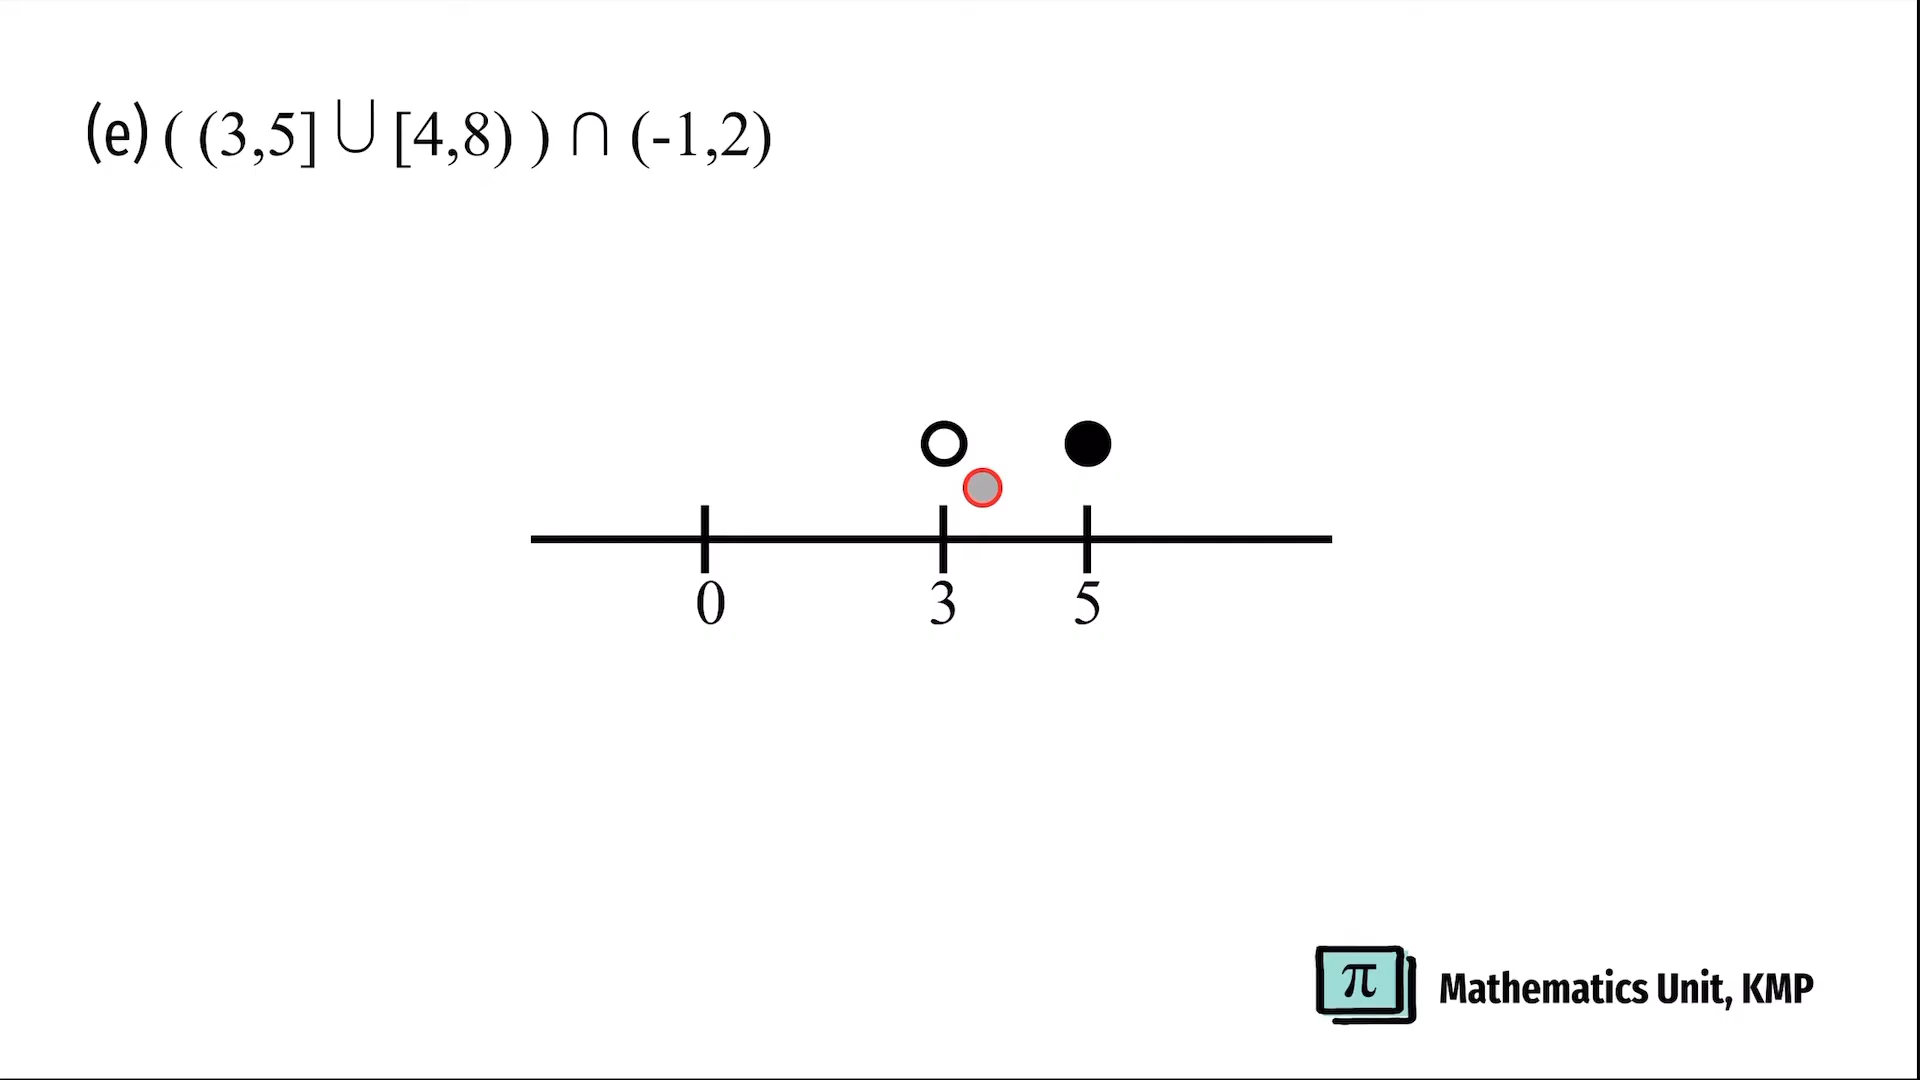 (e) ( (3,5] ∪ [4,8) ) ∩ (-1,2)
0 3 5
π Mathematics Unit, KMP